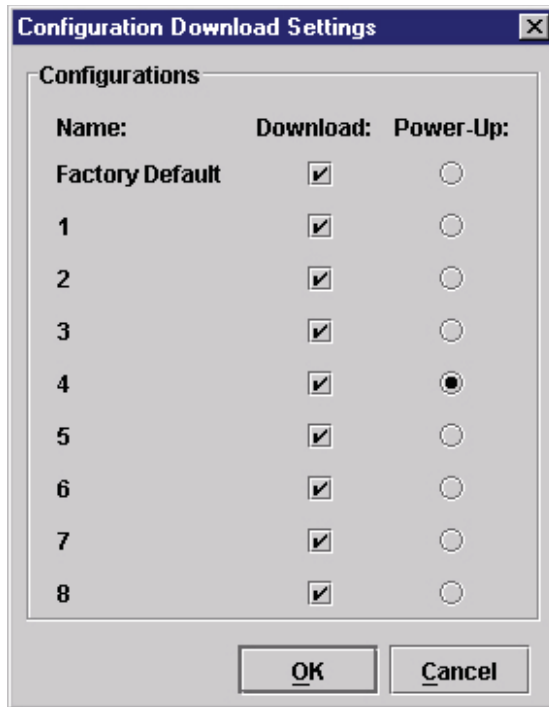 Configuration Download Settings
Configurations
Name: Download: Power-Up:
Factory Default
1
2
3
4
5
6
7
8
OK Cancel